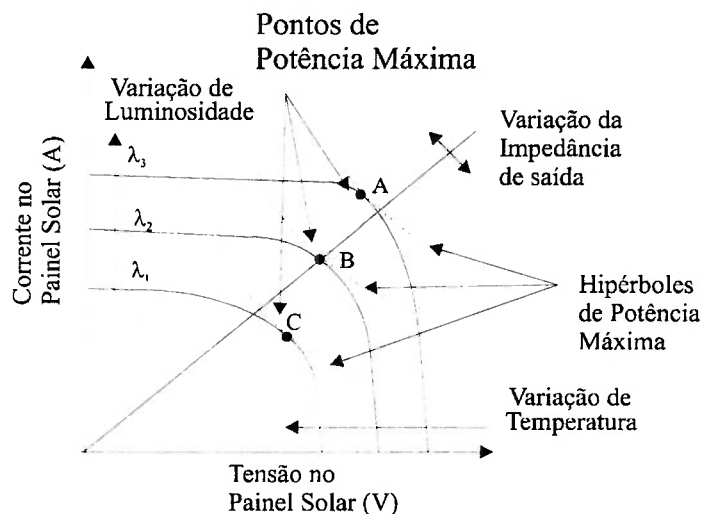 Pontos de
Potência Máxima
Variação de
Luminosidade
Variação da
Impedância
de saída
Corrente no
Painel Solar (A)
λ₃
A
λ₂
B
λ₁
C
Hipérboles
de Potência
Máxima
Variação de
Temperatura
Tensão no
Painel Solar (V)